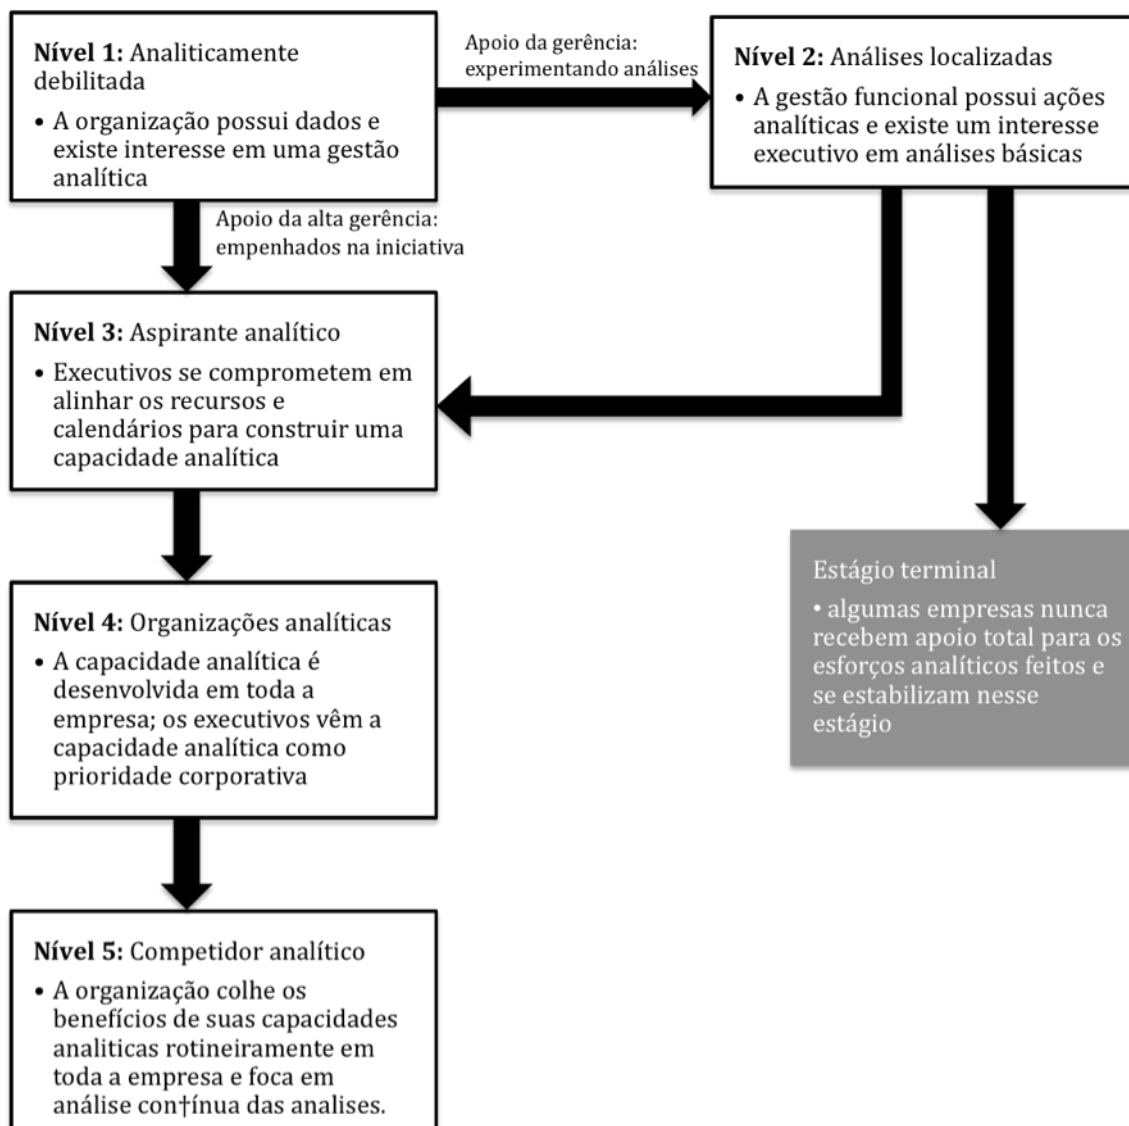 Nível 1: Analiticamente
debilitada
• A organização possui dados e
existe interesse em uma gestão
analítica
Apoio da gerência:
experimentando análises
Nível 2: Análises localizadas
• A gestão funcional possui ações
analíticas e existe um interesse
executivo em análises básicas
Apoio da alta gerência:
empenhados na iniciativa
Nível 3: Aspirante analítico
• Executivos se comprometem em
alinhar os recursos e
calendários para construir uma
capacidade analítica
Estágio terminal
• algumas empresas nunca
recebem apoio total para os
esforços analíticos feitos e
se estabilizam nesse
estágio
Nível 4: Organizações analíticas
• A capacidade analítica é
desenvolvida em toda a
empresa; os executivos vêm a
capacidade analítica como
prioridade corporativa
Nível 5: Competidor analítico
• A organização colhe os
benefícios de suas capacidades
analiticas rotineiramente em
toda a empresa e foca em
análise con†ínua das analises.